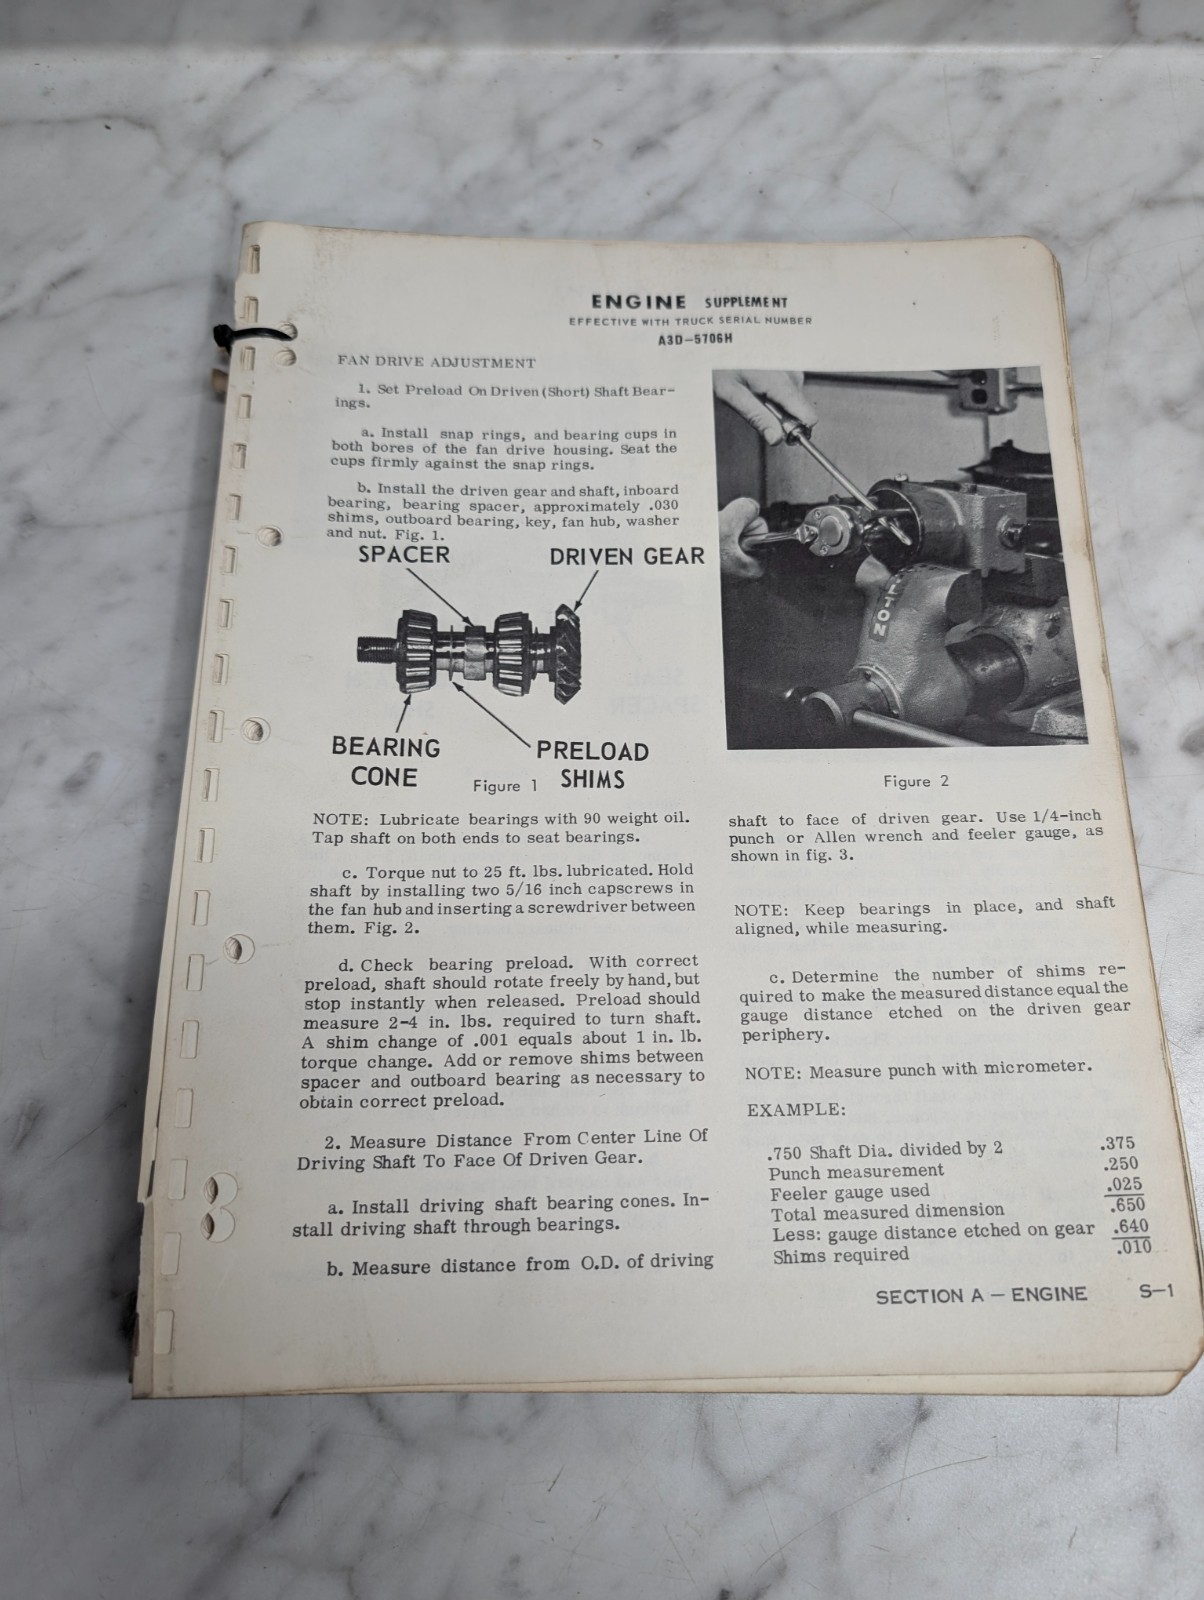 ENGINE SUPPLEMENT
EFFECTIVE WITH TRUCK SERIAL NUMBER
A3D-5706H
FAN DRIVE ADJUSTMENT
1. Set Preload On Driven (Short) Shaft Bear-
ings.
a. Install snap rings, and bearing cups in
both bores of the fan drive housing. Seat the
cups firmly against the snap rings.
b. Install the driven gear and shaft, inboard
bearing, bearing spacer, approximately .030
shims, outboard bearing, key, fan hub, washer
and nut. Fig. 1.
SPACER
DRIVEN GEAR
BEARING
CONE
PRELOAD
SHIMS
Figure 1
NOTE: Lubricate bearings with 90 weight oil.
Tap shaft on both ends to seat bearings.
c. Torque nut to 25 ft. lbs. lubricated. Hold
shaft by installing two 5/16 inch capscrews in
the fan hub and inserting a screwdriver between
them. Fig. 2.
d. Check bearing preload. With correct
preload, shaft should rotate freely by hand, but
stop instantly when released. Preload should
measure 2-4 in. lbs. required to turn shaft.
A shim change of .001 equals about 1 in. lb.
torque change. Add or remove shims between
spacer and outboard bearing as necessary to
obtain correct preload.
2. Measure Distance From Center Line Of
Driving Shaft To Face Of Driven Gear.
a. Install driving shaft bearing cones. In-
stall driving shaft through bearings.
b. Measure distance from O.D. of driving
LTON
Figure 2
shaft to face of driven gear. Use 1/4-inch
punch or Allen wrench and feeler gauge, as
shown in fig. 3.
NOTE: Keep bearings in place, and shaft
aligned, while measuring.
c. Determine the number of shims re-
quired to make the measured distance equal the
gauge distance etched on the driven gear
periphery.
NOTE: Measure punch with micrometer.
EXAMPLE:
.750 Shaft Dia. divided by 2 .375
Punch measurement .250
Feeler gauge used .025
Total measured dimension .650
Less: gauge distance etched on gear .640
Shims required .010
SECTION A — ENGINE S-1